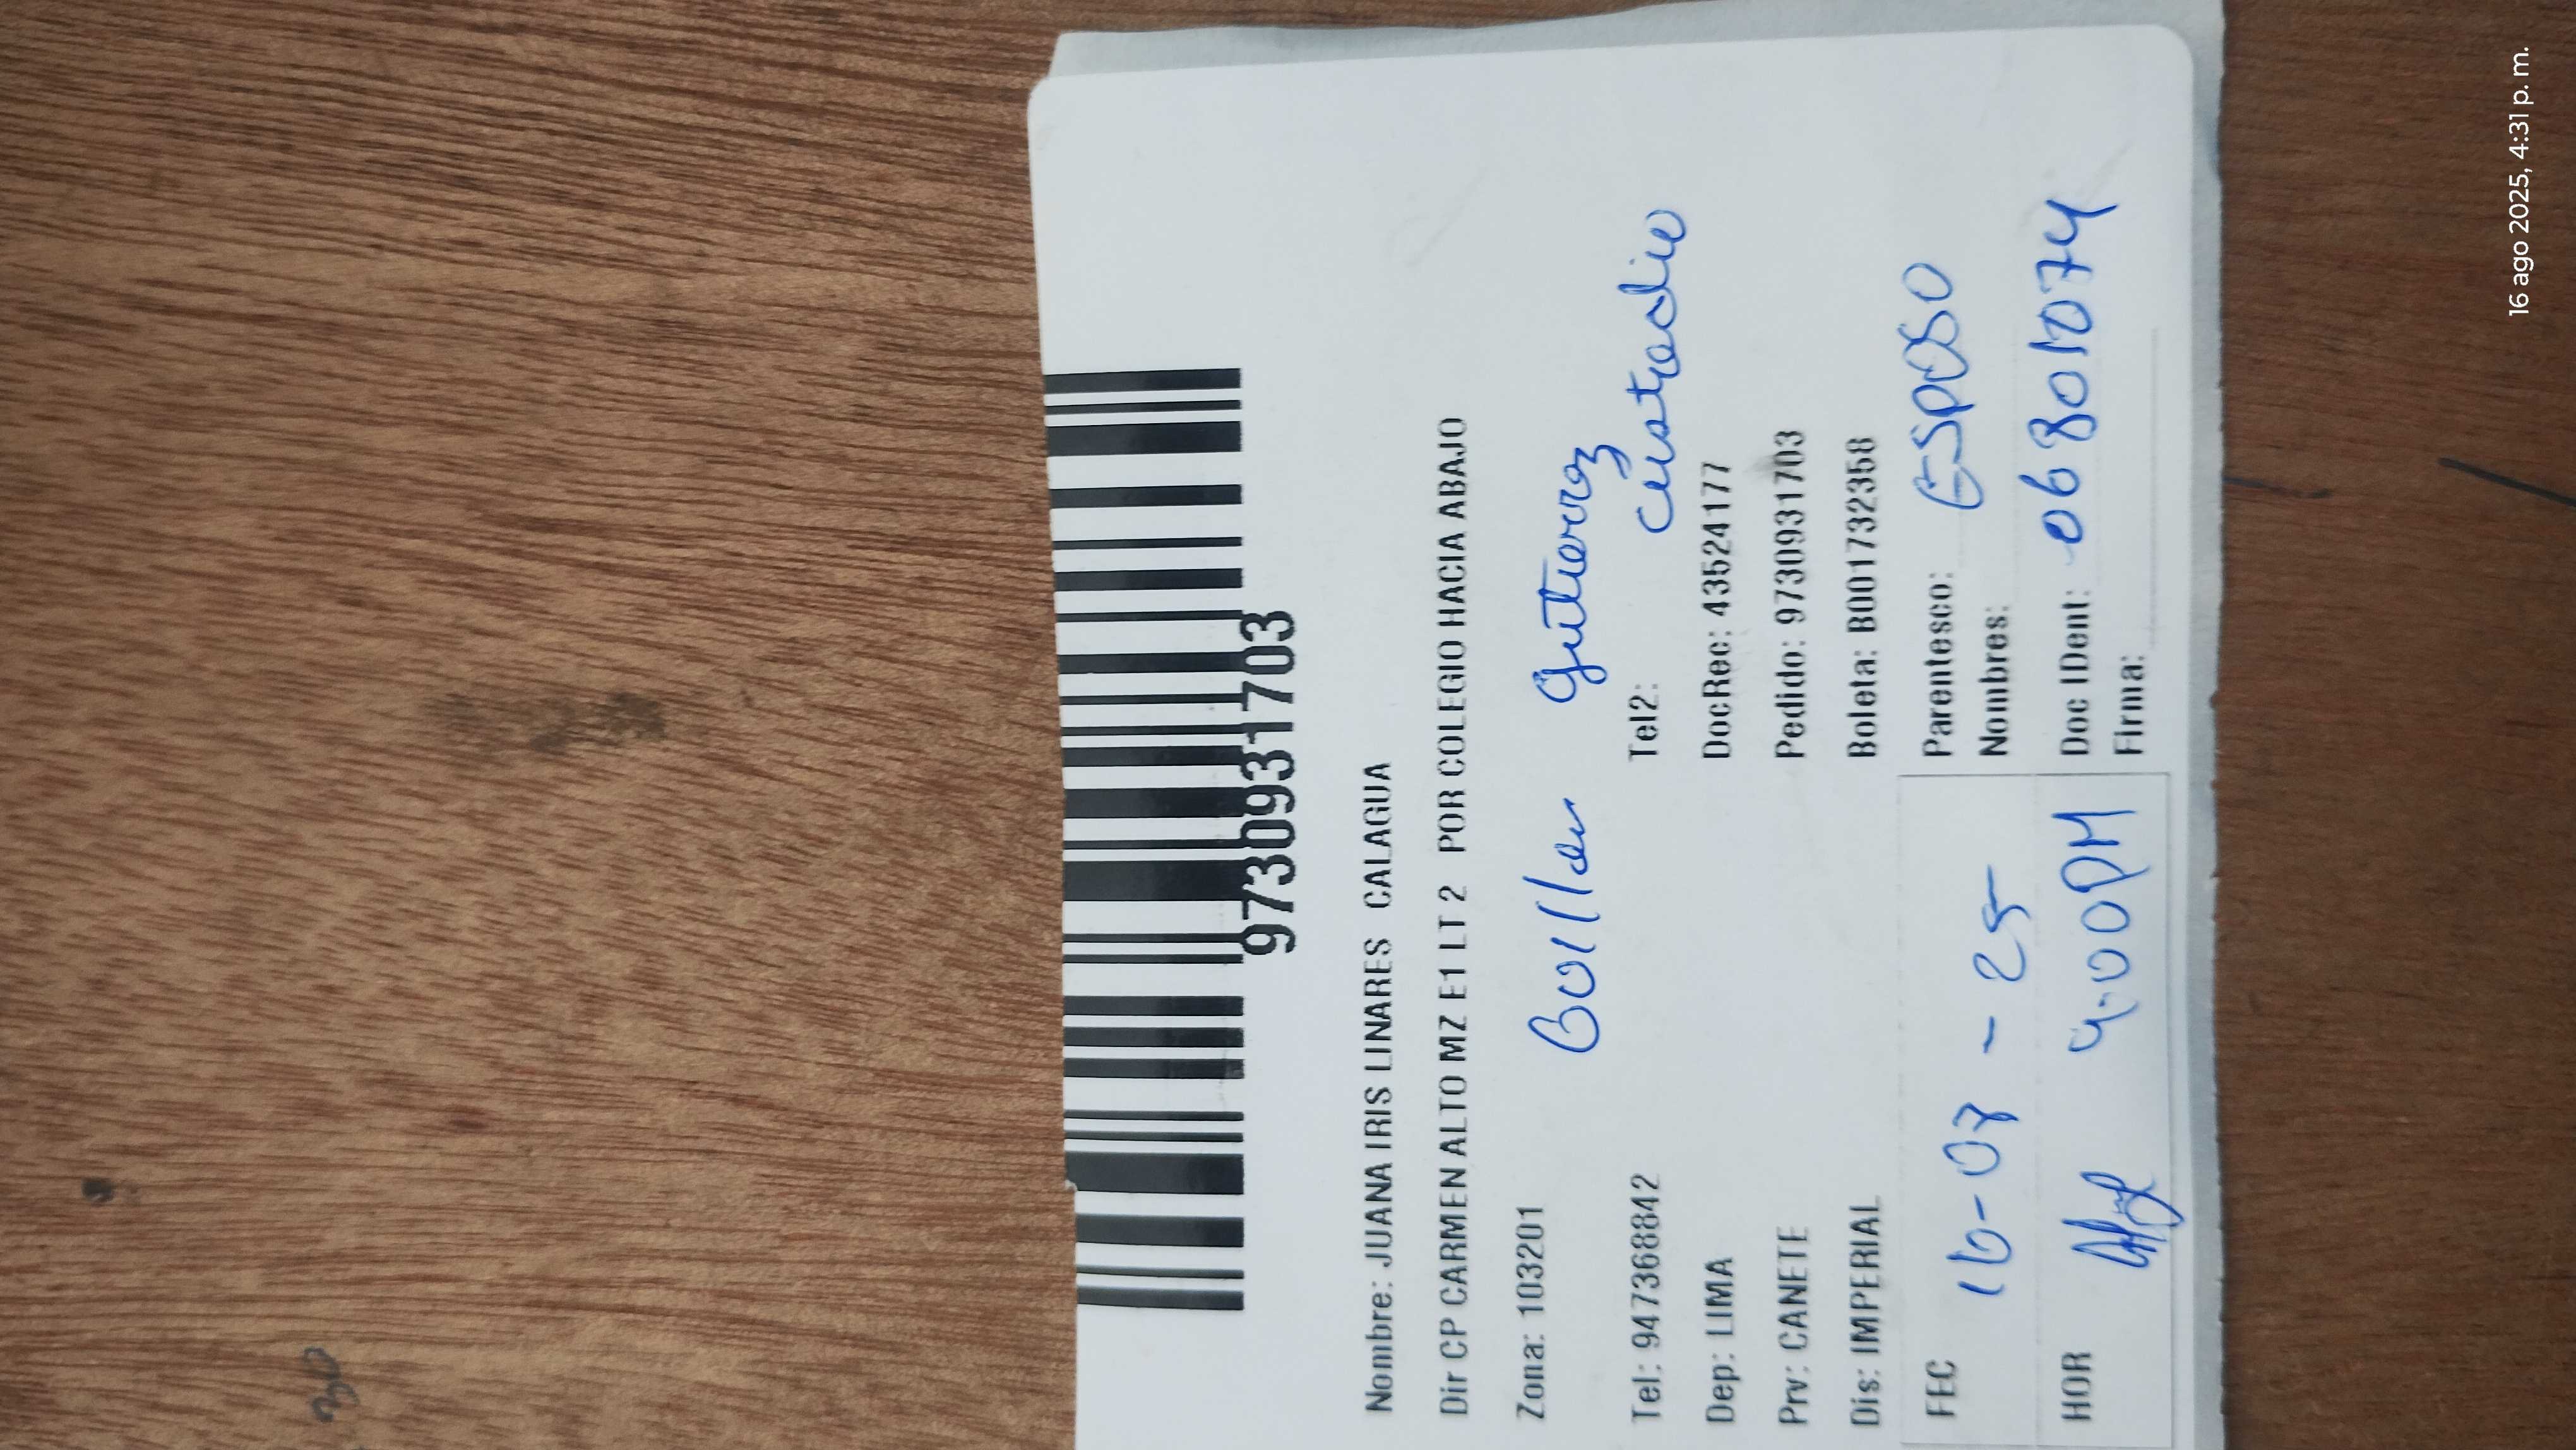 9730931703
Nombre: JUANA IRIS LINARES CALAGUA
Dir CP CARMEN ALTO MZ E1 LT 2 POR COLEGIO HACIA ABAJO
Zona: 103201
Gutierrez
Tel.: 947368842 Tel2:
Dep: LIMA DocRec: 43524177
Prv: CANETE Pedido: 9730931703
Dis: IMPERIAL Boleta: B001732358
FEC 16-07-25 Parentesco: ESPOSO
Nombres:
HOR 4:00PM Doc IDent: 06801074
Firma:
16 ago 2025, 4:31 p. m.